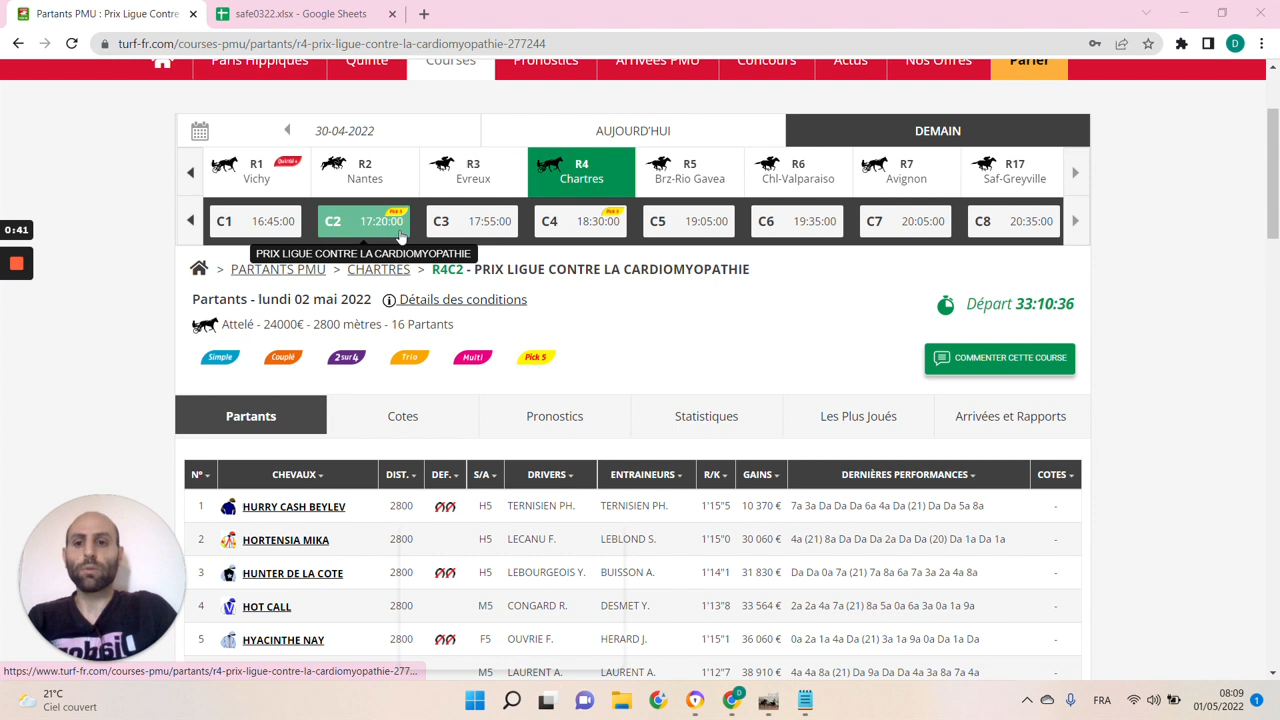 Partants PMU : Prix Ligue Contre
safe0322.xlsx - Google Sheets
turf-fr.com/courses-pmu/partants/r4-prix-ligue-contre-la-cardiomyopathie-277244
D
Paris Hippiques Quinté Courses Pronostics Arrivées PMU Concours Actus Nos Offres Parier
30-04-2022 AUJOURD'HUI DEMAIN
R1 Quinté+ R2 R3 R4 R5 R6 R7 R17
Vichy Nantes Evreux Chartres Brz-Rio Gavea Chl-Valparaiso Avignon Saf-Greyville
Pick 5 Pick 5
C1 16:45:00 C2 17:20:00 C3 17:55:00 C4 18:30:00 C5 19:05:00 C6 19:35:00 C7 20:05:00 C8 20:35:00
0:41
PRIX LIGUE CONTRE LA CARDIOMYOPATHIE
> PARTANTS PMU > CHARTRES > R4C2 - PRIX LIGUE CONTRE LA CARDIOMYOPATHIE
Partants - lundi 02 mai 2022 Détails des conditions
Départ 33:10:36
Attelé - 24000€ - 2800 mètres - 16 Partants
Simple Couplé 2sur4 Trio Multi Pick 5
COMMENTER CETTE COURSE
Partants Cotes Pronostics Statistiques Les Plus Joués Arrivées et Rapports
N° CHEVAUX DIST. DEF. S/A DRIVERS ENTRAINEURS R/K GAINS DERNIÈRES PERFORMANCES COTES
1 HURRY CASH BEYLEV 2800 H5 TERNISIEN PH. TERNISIEN PH. 1'15"5 10 370 € 7a 3a Da Da Da 6a 4a Da (21) Da Da 5a 8a -
2 HORTENSIA MIKA 2800 H5 LECANU F. LEBLOND S. 1'15"0 30 060 € 4a (21) 8a Da Da Da 2a Da Da (20) Da 1a Da 1a -
3 HUNTER DE LA COTE 2800 H5 LEBOURGEOIS Y. BUISSON A. 1'14"1 31 830 € Da Da 0a 7a (21) 7a 8a 6a 7a 3a 2a 4a 8a -
4 HOT CALL 2800 M5 CONGARD R. DESMET Y. 1'13"8 33 564 € 2a 2a 4a 7a (21) 8a 5a 0a 6a 3a 0a 1a 9a -
5 HYACINTHE NAY 2800 F5 OUVRIE F. HERARD J. 1'15"1 36 060 € 0a 2a 1a 4a Da (21) 3a 1a 9a 0a Da 1a Da -
M5 LAURENT A. LAURENT A. 1'12"7 38 910 € 4a 4a 8a (21) Da 9a Da Da 4a 3a 8a 7a 4a
https://www.turf-fr.com/courses-pmu/partants/r4-prix-ligue-contre-la-cardiomyopathie-277...
21°C
Ciel couvert
D
FRA
08:09
01/05/2022
1